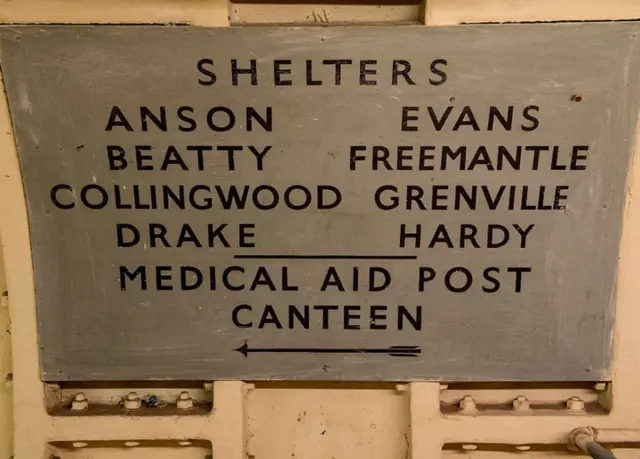 SHELTERS
ANSON EVANS
BEATTY FREEMANTLE
COLLINGWOOD GRENVILLE
DRAKE HARDY
MEDICAL AID POST
CANTEEN